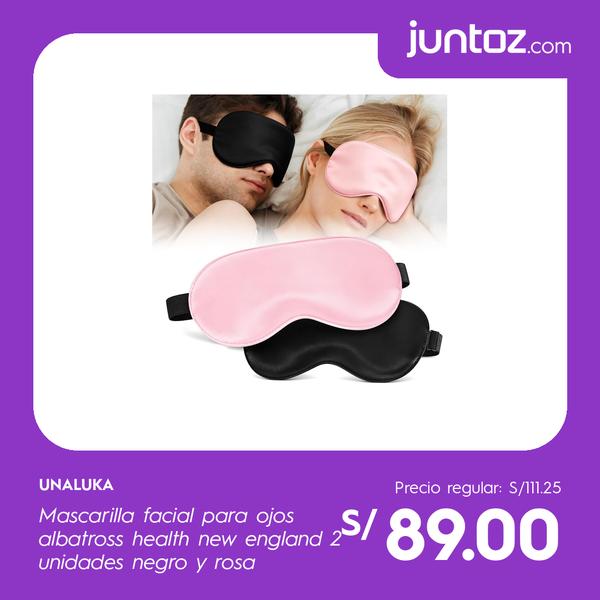 juntoz.com
UNALUKA
Mascarilla facial para ojos
albatross health new england 2
unidades negro y rosa
Precio regular: S/111.25
S/89.00